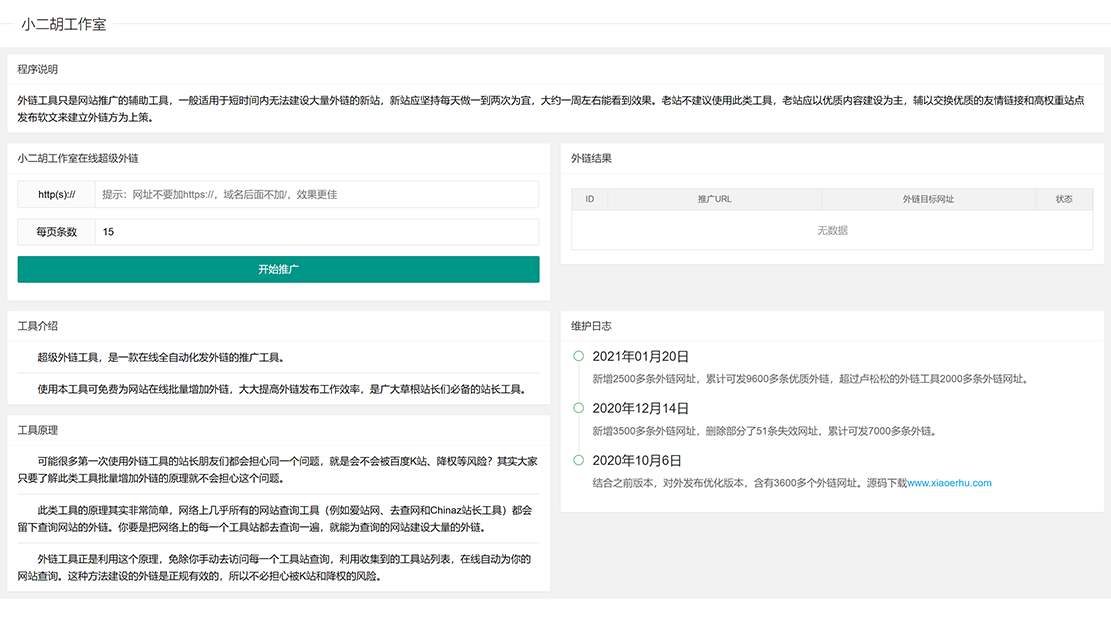 小二胡工作室
程序说明
外链工具只是网站推广的辅助工具，一般适用于短时间内无法建设大量外链的新站，新站应坚持每天做一到两次为宜，大约一周左右能看到效果。老站不建议使用此类工具，老站应以优质内容建设为主，辅以交换优质的友情链接和高权重站点
发布软文来建立外链方为上策。
小二胡工作室在线超级外链
http(s)://
提示：网址不要加https://，域名后面不加/，效果更佳
每页条数
15
开始推广
外链结果
ID 推广URL 外链目标网址 状态
无数据
工具介绍
超级外链工具，是一款在线全自动化发外链的推广工具。
使用本工具可免费为网站在线批量增加外链，大大提高外链发布工作效率，是广大草根站长们必备的站长工具。
工具原理
可能很多第一次使用外链工具的站长朋友们都会担心同一个问题，就是会不会被百度K站、降权等风险？其实大家
只要了解此类工具批量增加外链的原理就不会担心这个问题。
此类工具的原理其实非常简单，网络上几乎所有的网站查询工具（例如爱站网、去查网和Chinaz站长工具）都会
留下查询网站的外链。你要是把网络上的每一个工具站都去查询一遍，就能为查询的网站建设大量的外链。
外链工具正是利用这个原理，免除你手动去访问每一个工具站查询，利用收集到的工具站列表，在线自动为你的
网站查询。这种方法建设的外链是正规有效的，所以不必担心被K站和降权的风险。
维护日志
2021年01月20日
新增2500多条外链网址，累计可发9600多条优质外链，超过卢松松的外链工具2000多条外链网址。
2020年12月14日
新增3500多条外链网址，删除部分了51条失效网址，累计可发7000多条外链。
2020年10月6日
结合之前版本，对外发布优化版本，含有3600多个外链网址。源码下载www.xiaoerhu.com